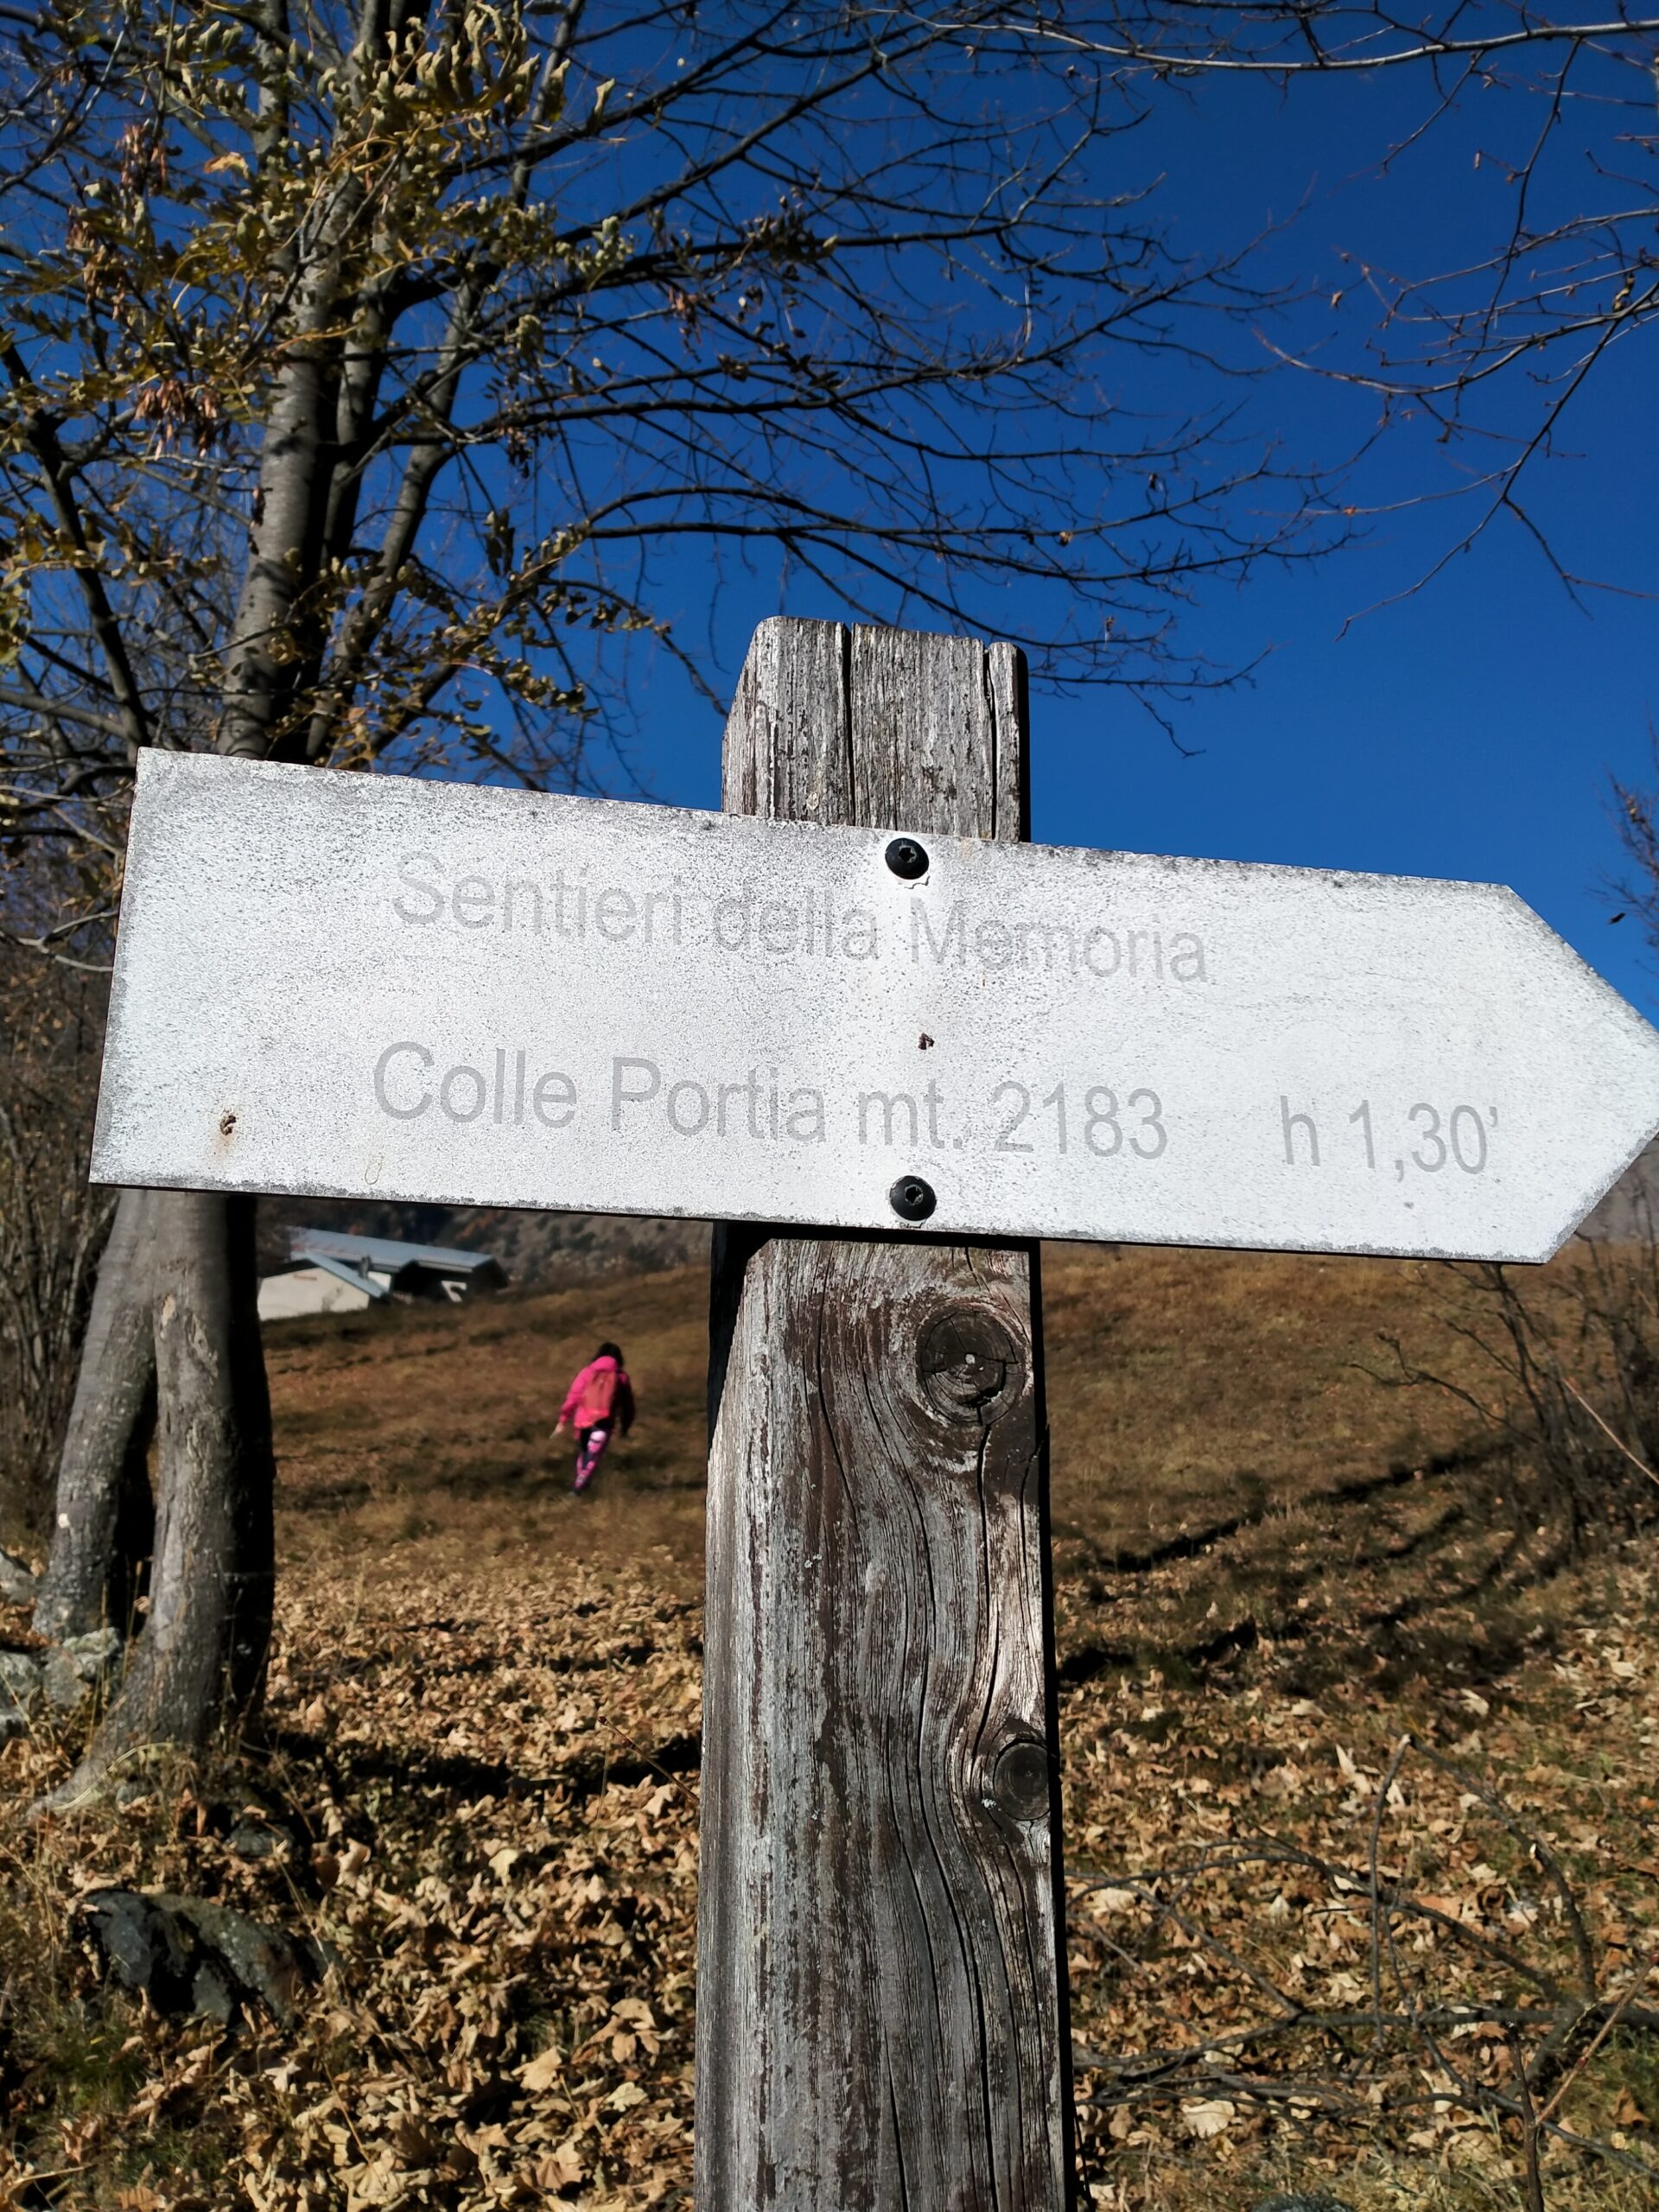 Sentieri della Memoria
Colle Portia mt. 2183 h 1,30'